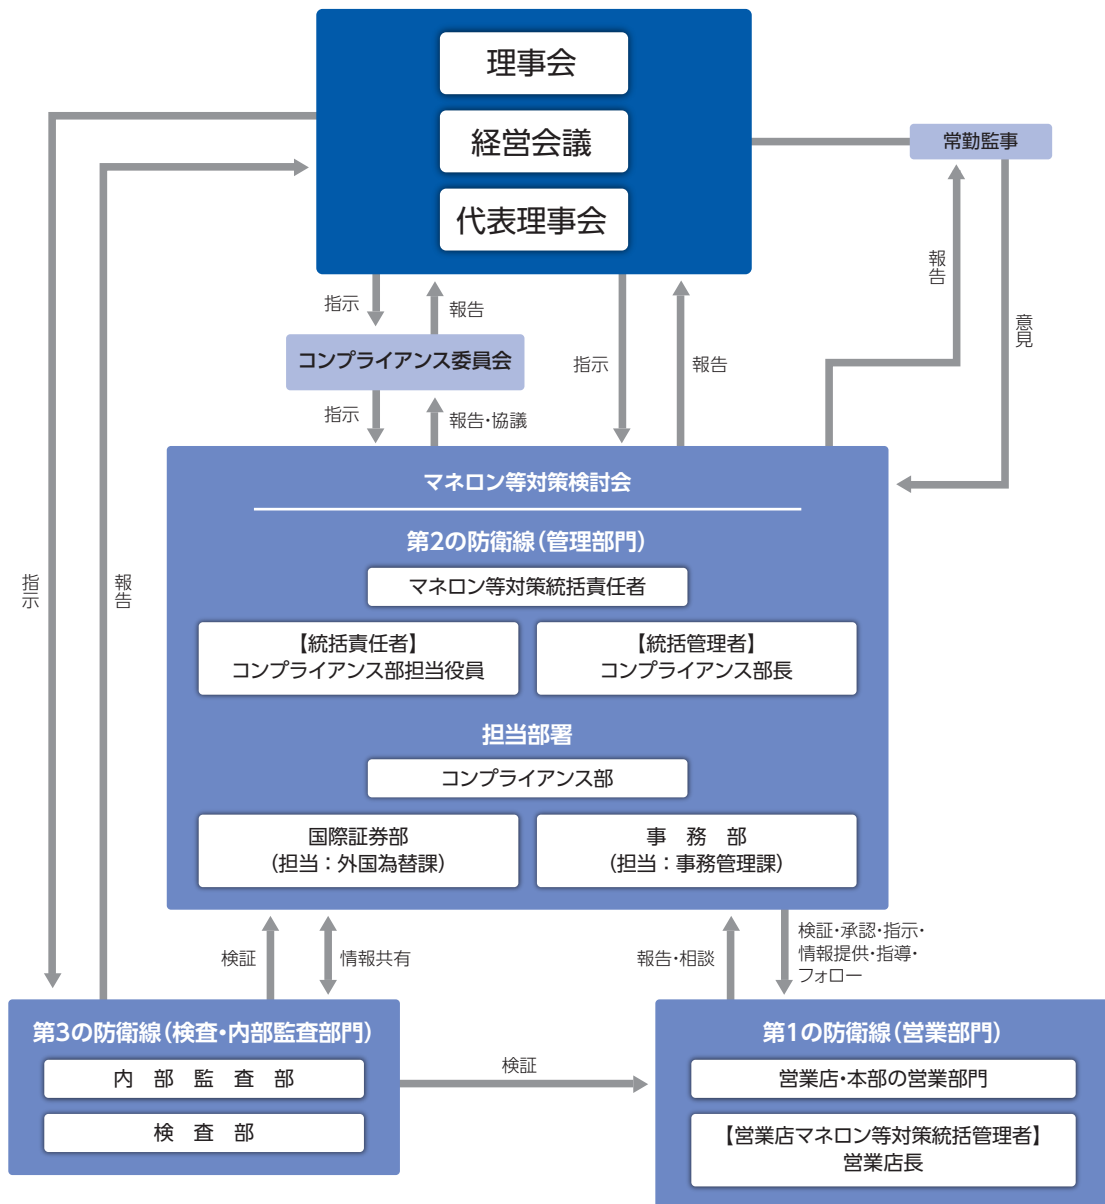 理事会
経営会議
代表理事会
常勤監事
指示
報告
コンプライアンス委員会
指示
報告・協議
指示
報告
報告
意見
指示
報告
マネロン等対策検討会
第2の防衛線(管理部門)
マネロン等対策統括責任者
【統括責任者】
コンプライアンス部担当役員
【統括管理者】
コンプライアンス部長
担当部署
コンプライアンス部
国際証券部
(担当：外国為替課)
事　務　部
(担当：事務管理課)
検証
情報共有
報告・相談
検証・承認・指示・
情報提供・指導・
フォロー
第3の防衛線(検査・内部監査部門)
内　部　監　査　部
検　査　部
検証
第1の防衛線(営業部門)
営業店・本部の営業部門
【営業店マネロン等対策統括管理者】
営業店長